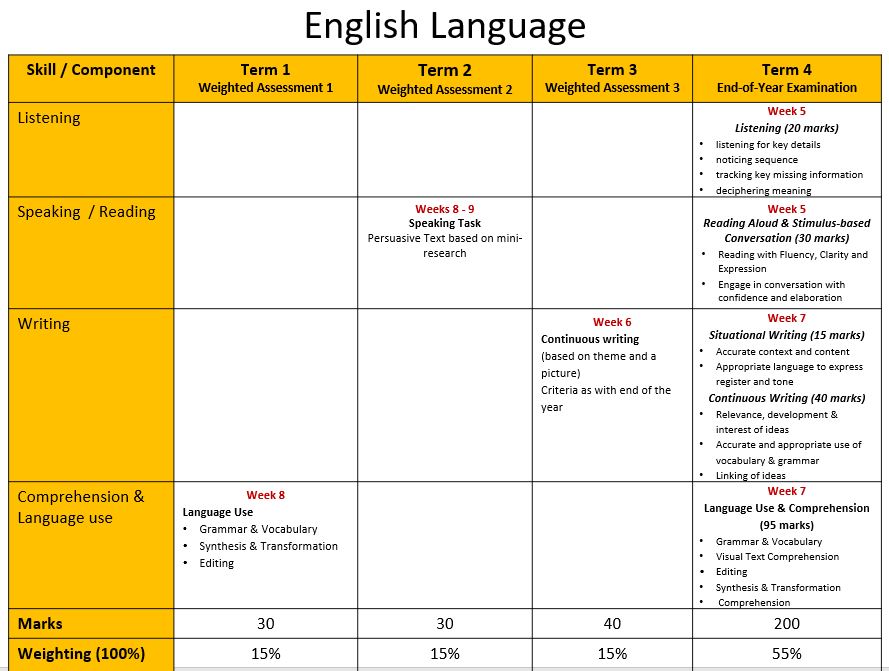 English Language
Skill / Component
Term 1
Weighted Assessment 1
Term 2
Weighted Assessment 2
Term 3
Weighted Assessment 3
Term 4
End-of-Year Examination
Listening
Week 5
Listening (20 marks)
• listening for key details
• noticing sequence
• tracking key missing information
• deciphering meaning
Speaking / Reading
Weeks 8 - 9
Speaking Task
Persuasive Text based on mini-
research
Week 5
Reading Aloud & Stimulus-based
Conversation (30 marks)
• Reading with Fluency, Clarity and
Expression
• Engage in conversation with
confidence and elaboration
Writing
Week 6
Continuous writing
(based on theme and a
picture)
Criteria as with end of the
year
Week 7
Situational Writing (15 marks)
• Accurate context and content
• Appropriate language to express
register and tone
Continuous Writing (40 marks)
• Relevance, development &
interest of ideas
• Accurate and appropriate use of
vocabulary & grammar
• Linking of ideas
Comprehension &
Language use
Week 8
Language Use
• Grammar & Vocabulary
• Synthesis & Transformation
• Editing
Week 7
Language Use & Comprehension
(95 marks)
• Grammar & Vocabulary
• Visual Text Comprehension
• Editing
• Synthesis & Transformation
• Comprehension
Marks
30
30
40
200
Weighting (100%)
15%
15%
15%
55%